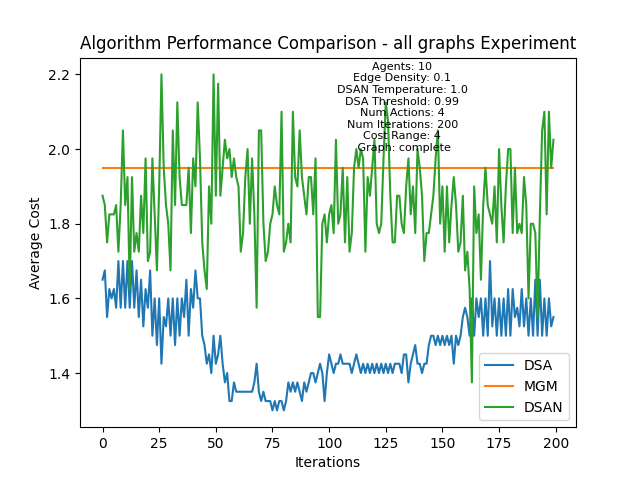 Algorithm Performance Comparison - all graphs Experiment
Agents: 10
Edge Density: 0.1
DSAN Temperature: 1.0
DSA Threshold: 0.99
Num Actions: 4
Num Iterations: 200
Cost Range: 4
Graph: complete
Average Cost
2.2
2.0
1.8
1.6
1.4
DSA
MGM
DSAN
0 25 50 75 100 125 150 175 200
Iterations